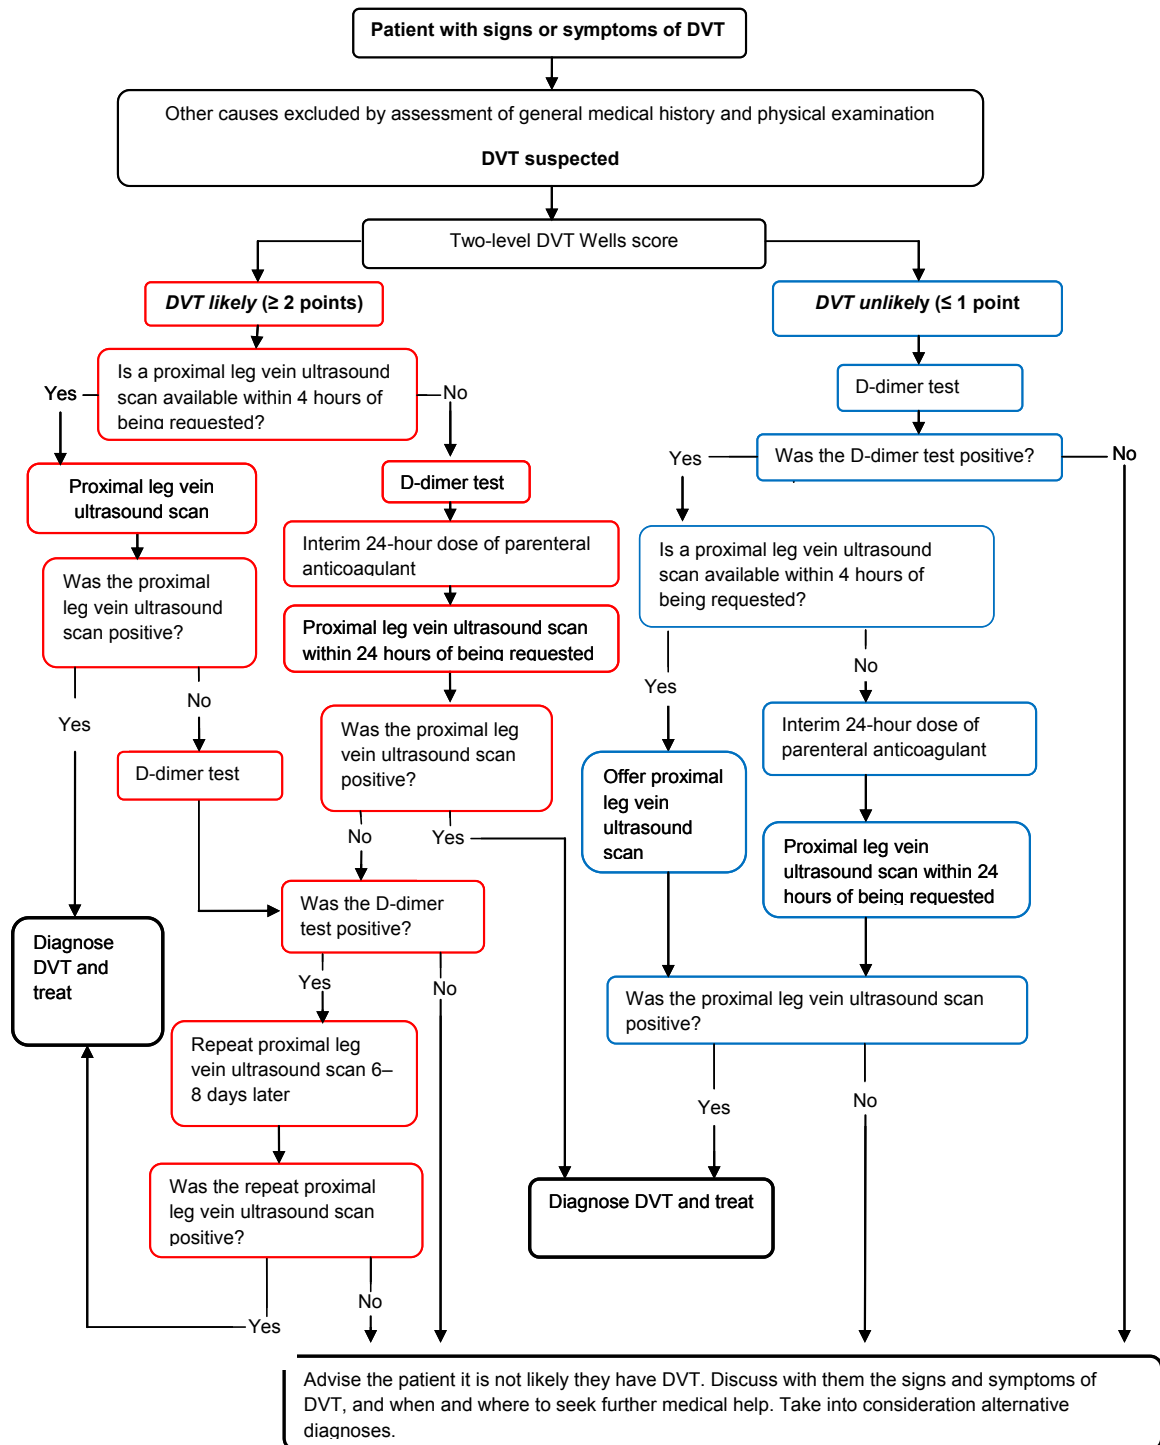 Patient with signs or symptoms of DVT
Other causes excluded by assessment of general medical history and physical examination
DVT suspected
Two-level DVT Wells score
DVT likely (≥ 2 points)
DVT unlikely (≤ 1 point
Is a proximal leg vein ultrasound
scan available within 4 hours of
being requested?
Yes
No
D-dimer test
Was the D-dimer test positive?
Yes
No
Proximal leg vein
ultrasound scan
D-dimer test
Interim 24-hour dose of parenteral
anticoagulant
Is a proximal leg vein ultrasound
scan available within 4 hours of
being requested?
Was the proximal
leg vein ultrasound
scan positive?
Proximal leg vein ultrasound scan
within 24 hours of being requested
Yes
No
Yes
No
Was the proximal leg
vein ultrasound scan
positive?
Interim 24-hour dose of
parenteral anticoagulant
D-dimer test
Offer proximal
leg vein
ultrasound
scan
No
Yes
Proximal leg vein
ultrasound scan within 24
hours of being requested
Was the D-dimer
test positive?
Diagnose
DVT and
treat
Yes
No
Was the proximal leg vein ultrasound scan
positive?
Repeat proximal leg
vein ultrasound scan 6–
8 days later
Yes
No
Was the repeat proximal
leg vein ultrasound scan
positive?
Diagnose DVT and treat
Yes
No
Advise the patient it is not likely they have DVT. Discuss with them the signs and symptoms of
DVT, and when and where to seek further medical help. Take into consideration alternative
diagnoses.